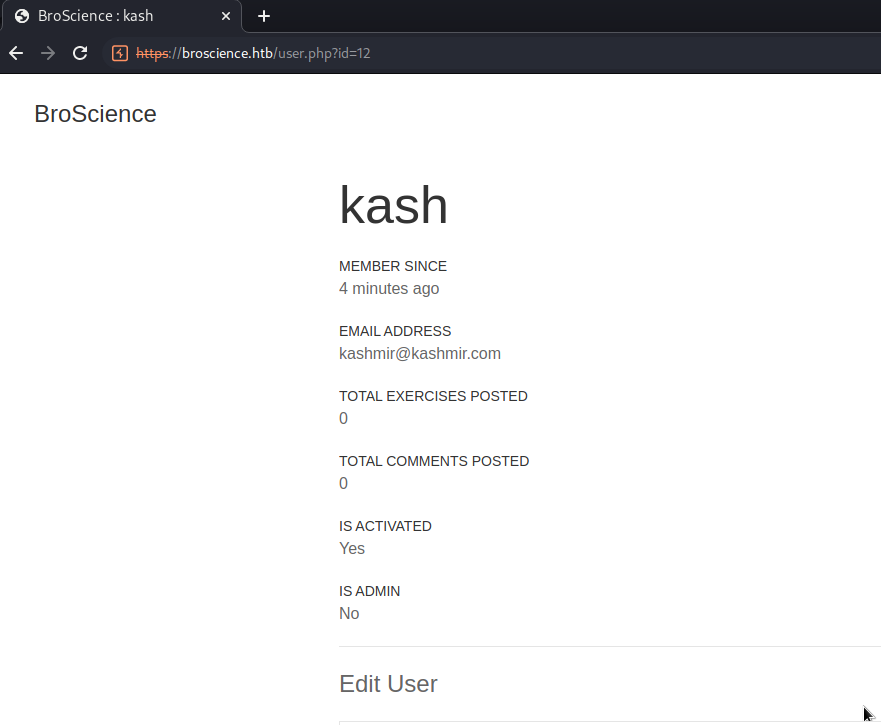 BroScience : kash
https://broscience.htb/user.php?id=12
BroScience
kash
MEMBER SINCE
4 minutes ago
EMAIL ADDRESS
kashmir@kashmir.com
TOTAL EXERCISES POSTED
0
TOTAL COMMENTS POSTED
0
IS ACTIVATED
Yes
IS ADMIN
No
Edit User